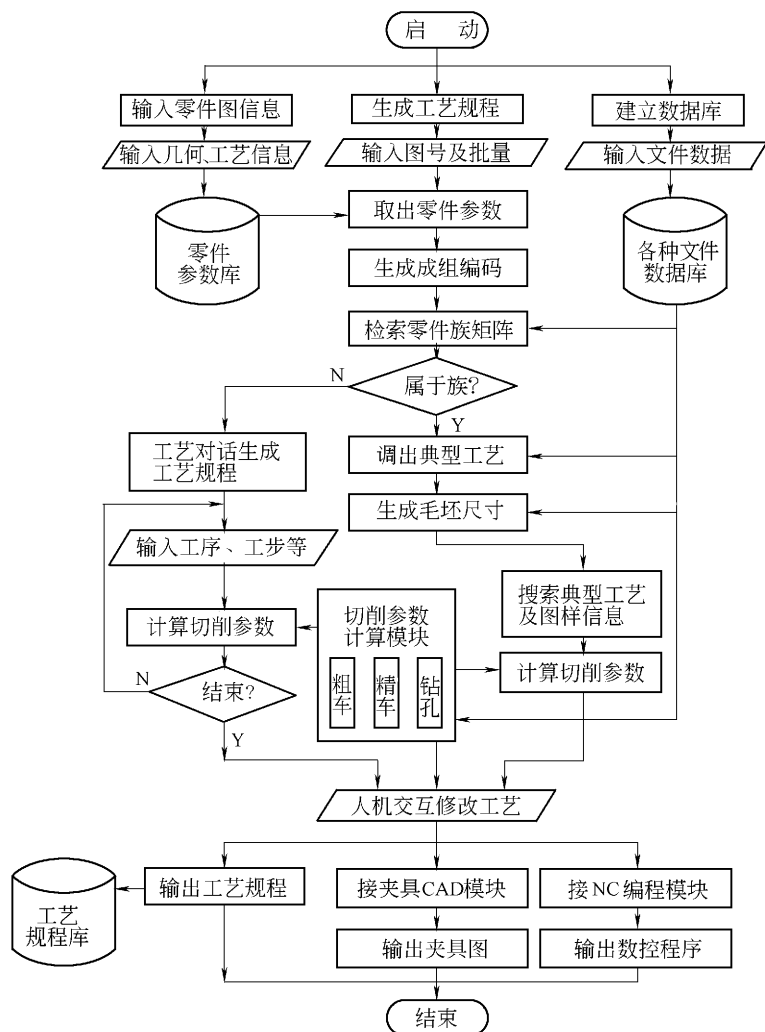 启 动
输入零件图信息
生成工艺规程
建立数据库
输入几何、工艺信息
输入图号及批量
输入文件数据
取出零件参数
零件
参数库
各种文件
数据库
生成成组编码
检索零件族矩阵
N
属于族?
Y
工艺对话生成
工艺规程
调出典型工艺
生成毛坯尺寸
输入工序、工步等
搜索典型工艺
及图样信息
切削参数
计算模块
计算切削参数
计算切削参数
粗车
精车
钻孔
N
结束?
Y
人机交互修改工艺
输出工艺规程
接夹具CAD模块
接NC编程模块
工艺
规程库
输出夹具图
输出数控程序
结束